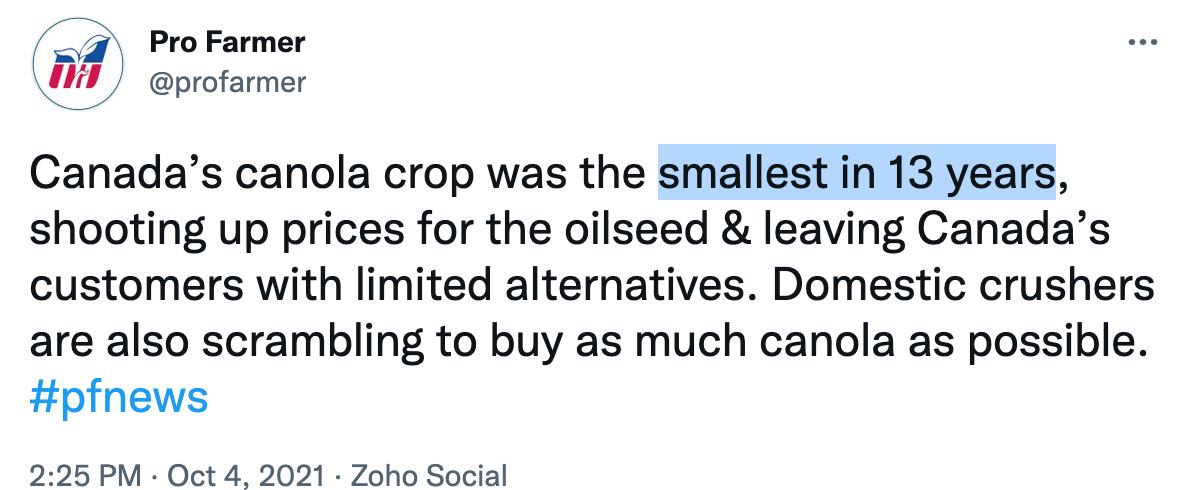 Pro Farmer
@profarmer
Canada’s canola crop was the smallest in 13 years,
shooting up prices for the oilseed & leaving Canada’s
customers with limited alternatives. Domestic crushers
are also scrambling to buy as much canola as possible.
#pfnews
2:25 PM · Oct 4, 2021 · Zoho Social